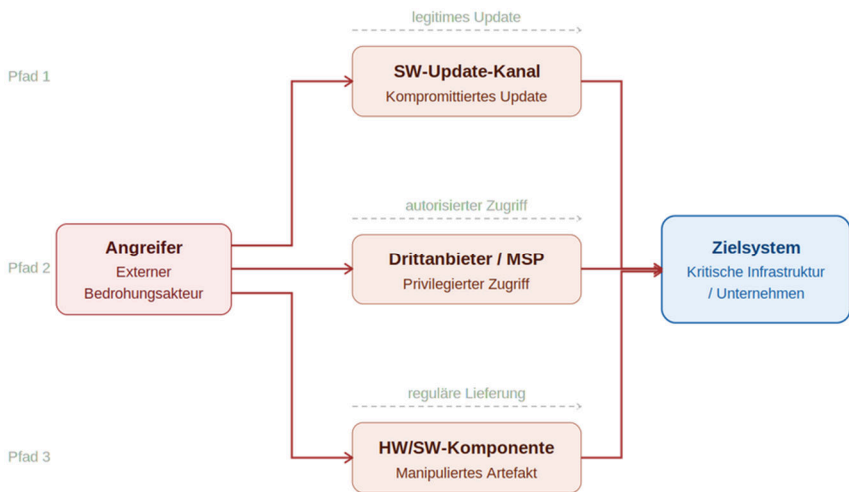 legitimes Update
Pfad 1
SW-Update-Kanal
Kompromittiertes Update
autorisierter Zugriff
Pfad 2
Angreifer
Externer
Bedrohungsakteur
Drittanbieter / MSP
Privilegierter Zugriff
Zielsystem
Kritische Infrastruktur
/ Unternehmen
reguläre Lieferung
Pfad 3
HW/SW-Komponente
Manipuliertes Artefakt